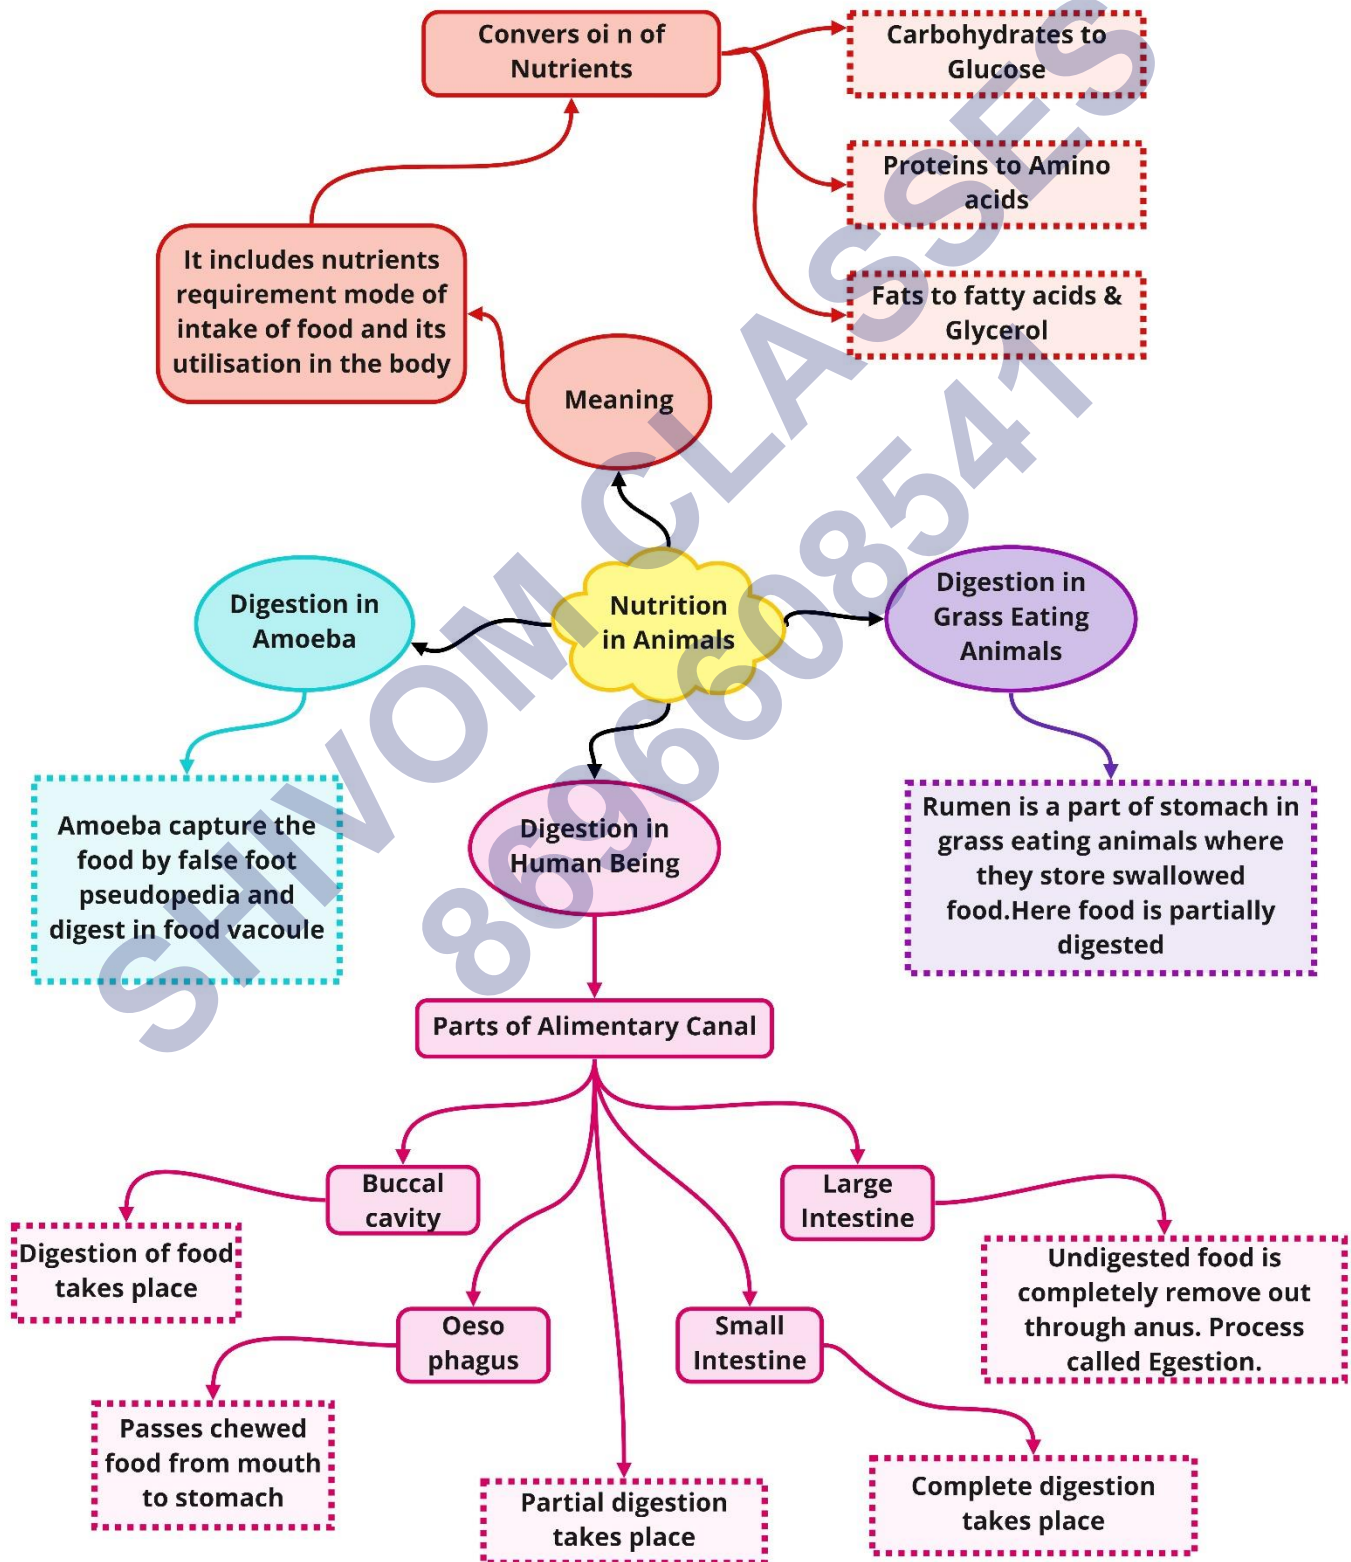 Convers oi n of
Nutrients
Carbohydrates to
Glucose
Proteins to Amino
acids
Fats to fatty acids &
Glycerol
It includes nutrients
requirement mode of
intake of food and its
utilisation in the body
Meaning
Nutrition
in Animals
Digestion in
Amoeba
Digestion in
Grass Eating
Animals
Amoeba capture the
food by false foot
pseudopedia and
digest in food vacoule
Digestion in
Human Being
Rumen is a part of stomach in
grass eating animals where
they store swallowed
food.Here food is partially
digested
Parts of Alimentary Canal
Buccal
cavity
Large
Intestine
Digestion of food
takes place
Undigested food is
completely remove out
through anus. Process
called Egestion.
Oeso
phagus
Small
Intestine
Passes chewed
food from mouth
to stomach
Partial digestion
takes place
Complete digestion
takes place
SHIVOM CLASSES
8696608541